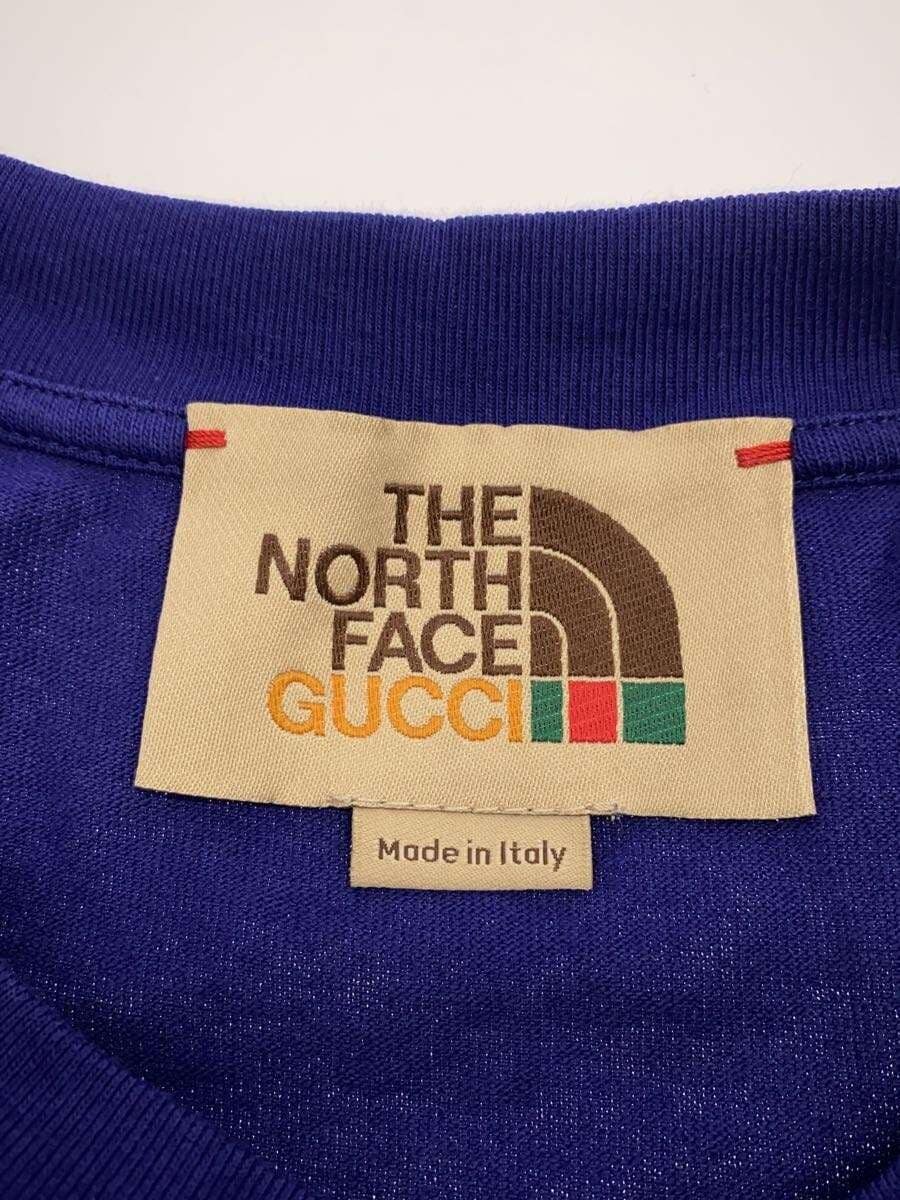 THE
NORTH
FACE
GUCCI
Made in Italy